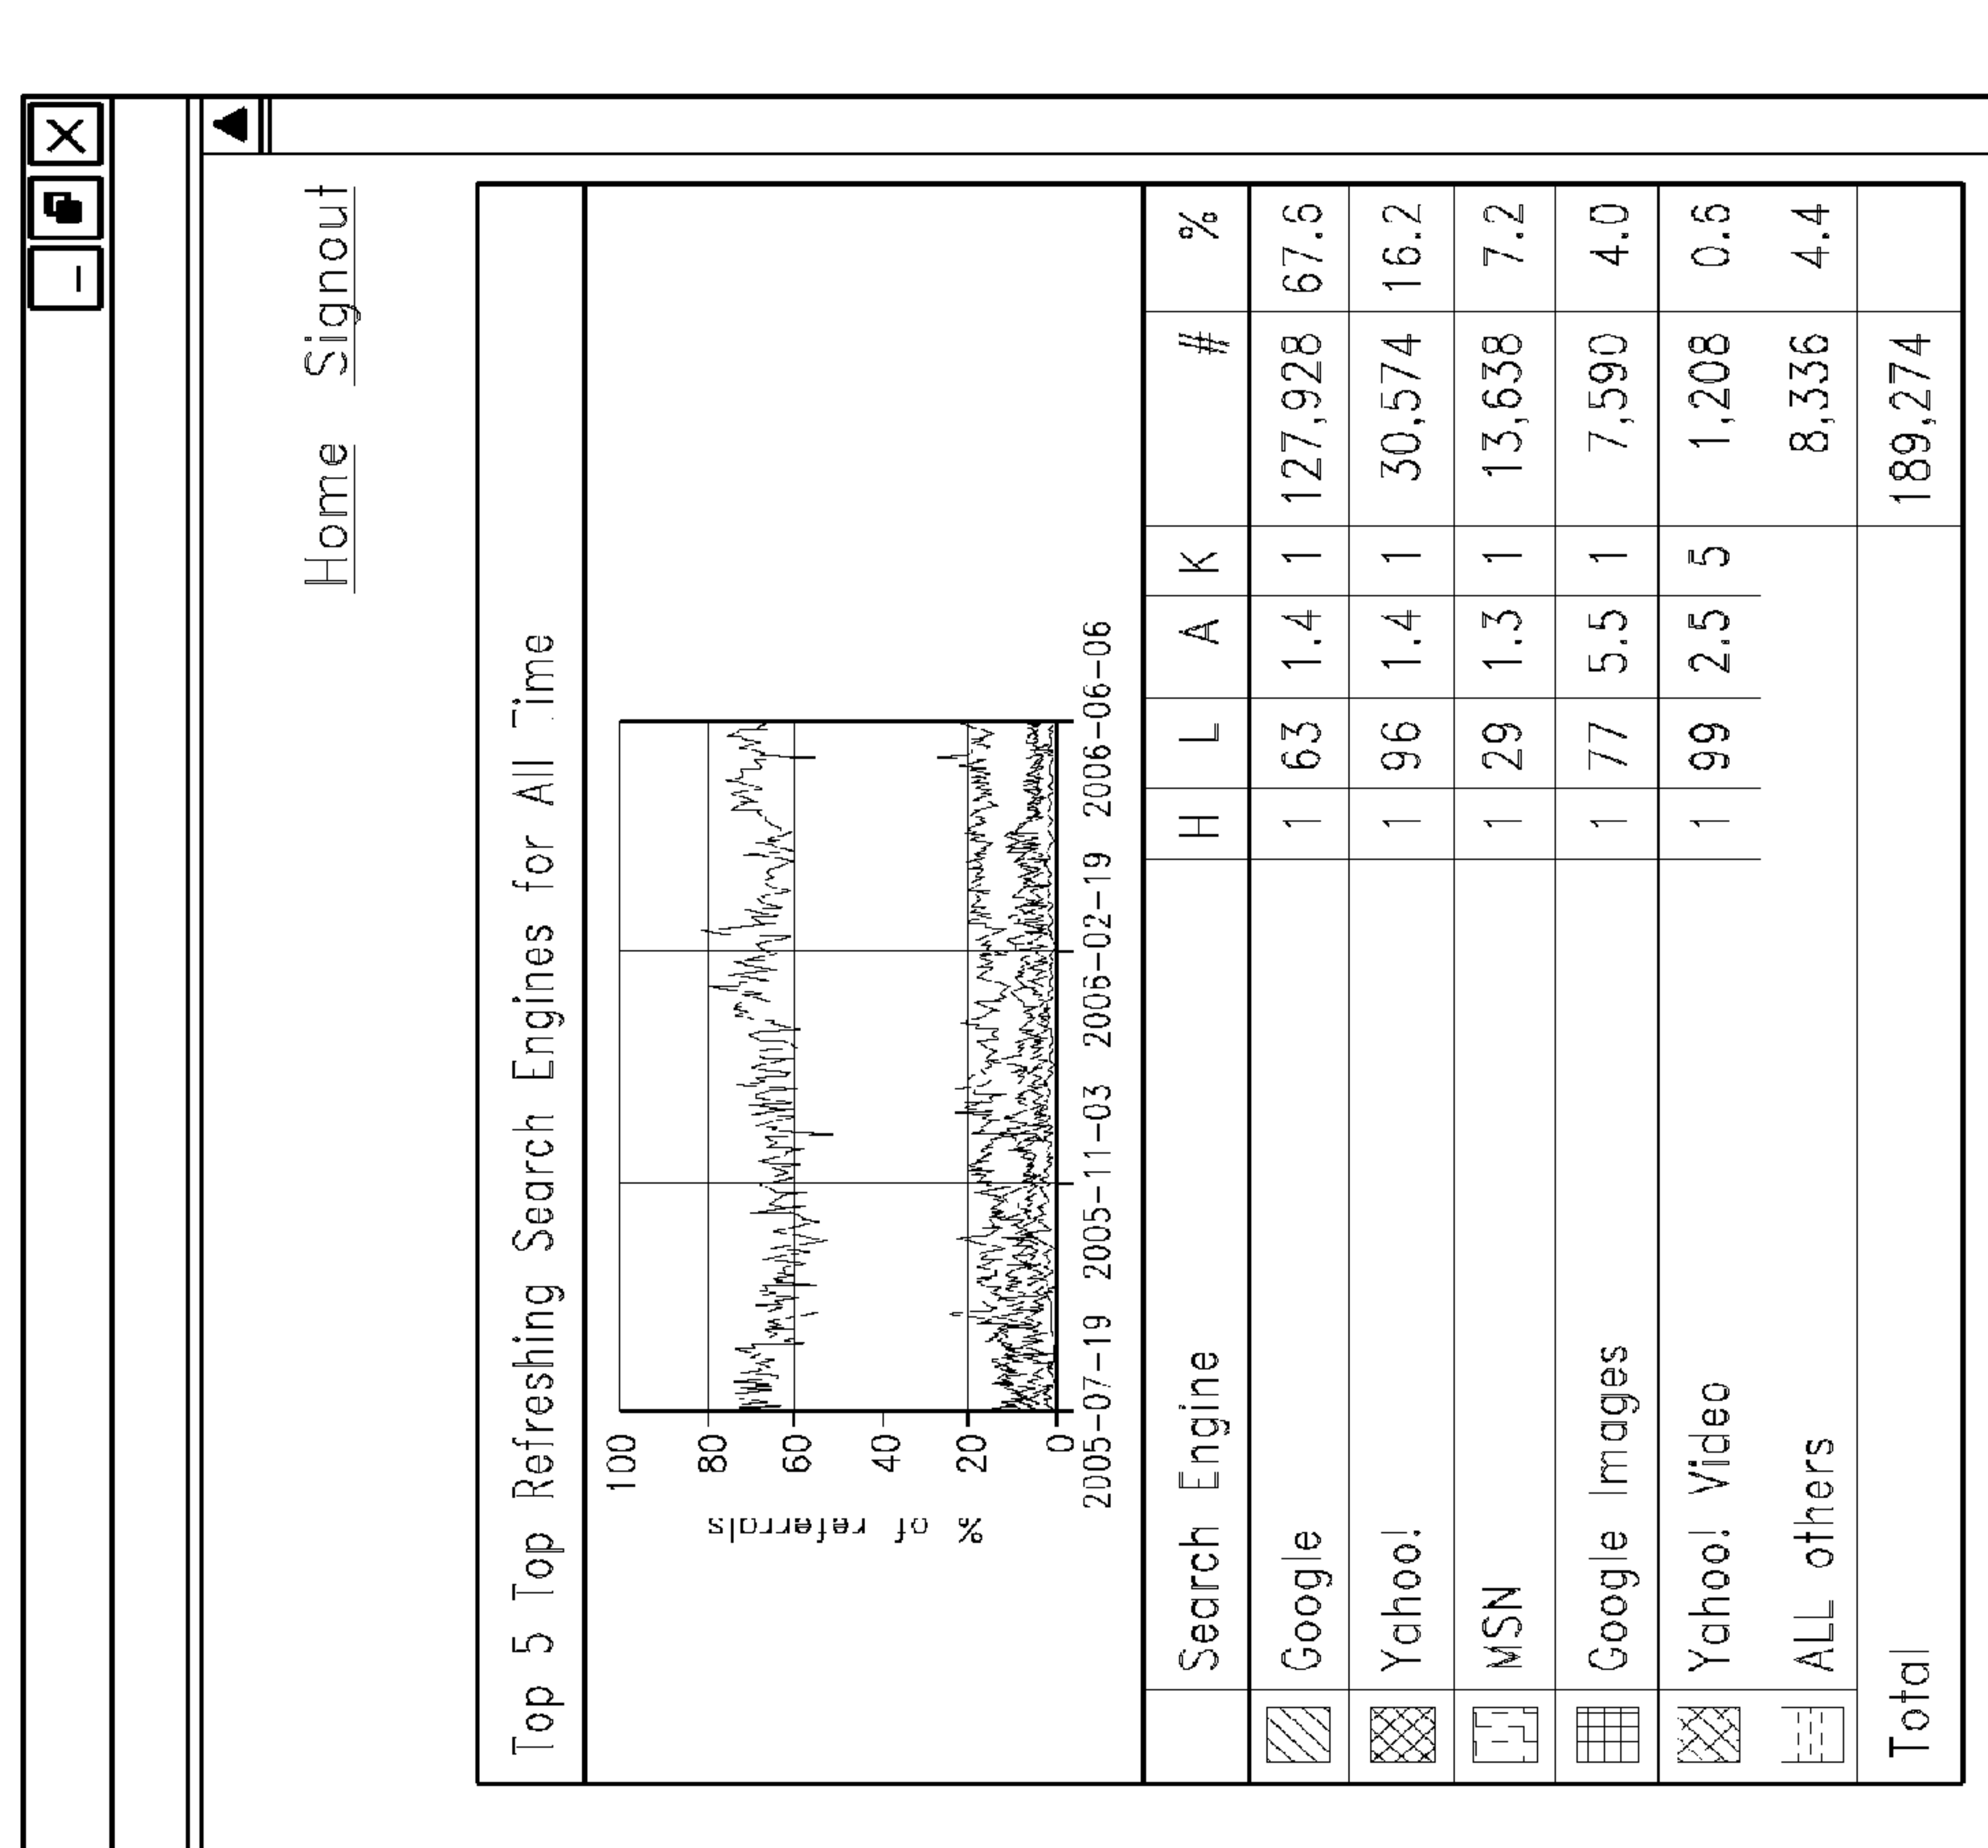 Home Signout
Top 5 Top Refreshing Search Engines for All Time
% of referrals
100
80
60
40
20
0
2005-07-19 2005-11-03 2006-02-19 2006-06-06
Search Engine H L A K # %
Google 1 63 1.4 1 127,928 67.6
Yahoo! 1 96 1.4 1 30,574 16.2
MSN 1 29 1.3 1 13,638 7.2
Google Images 1 77 5.5 1 7,590 4.0
Yahoo! Video 1 99 2.5 5 1,208 0.6
ALL others 8,336 4.4
Total 189,274